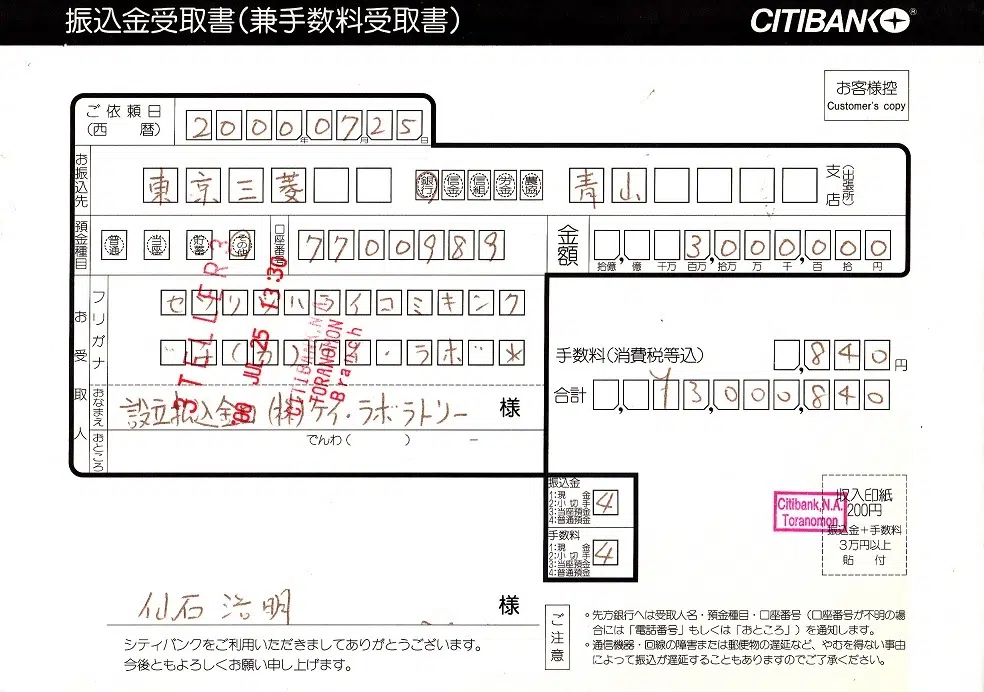 振込金受取書(兼手数料受取書) CITIBANK®
お客様控
Customer's copy
ご依頼日
(西 暦)
2000年07月25日
お振込先
東京三菱
銀行 信金 信組 労金 農協
青山
支店
(出張所)
預金種目
普通 当座 貯蓄 その他
口座番号
7700989
金額
3,000,000
拾億 億 千万 百万 拾万 万 千 百 拾 円
お受取人
フリガナ
セツリツハライコミキンク
おなまえ
設立払込金口 (株)ケイ・ラボラトリー 様
おところ
でんわ( ) −
3 TELLER 3
'00 JUL 25 13:30
CITIBANK, N.A.
TORANOMON
Branch
手数料(消費税等込)
,840円
合計
¥3,000,840
振込金
1:現 金
2:小 切 手
3:当座預金
4:普通預金
4
手数料
1:現 金
2:小 切 手
3:当座預金
4:普通預金
4
Citibank,N.A.
Toranomon
収入印紙
200円
振込金+手数料
3万円以上
貼 付
仙石 浩明 様
シティバンクをご利用いただきましてありがとうございます。
今後ともよろしくお願い申し上げます。
ご注意
°先方銀行へは受取人名・預金種目・口座番号(口座番号が不明の場
合には「電話番号」もしくは「おところ」)を通知します。
°通信機器・回線の障害または郵便物の遅延など、やむを得ない事由
によって振込が遅延することもありますのでご了承ください。